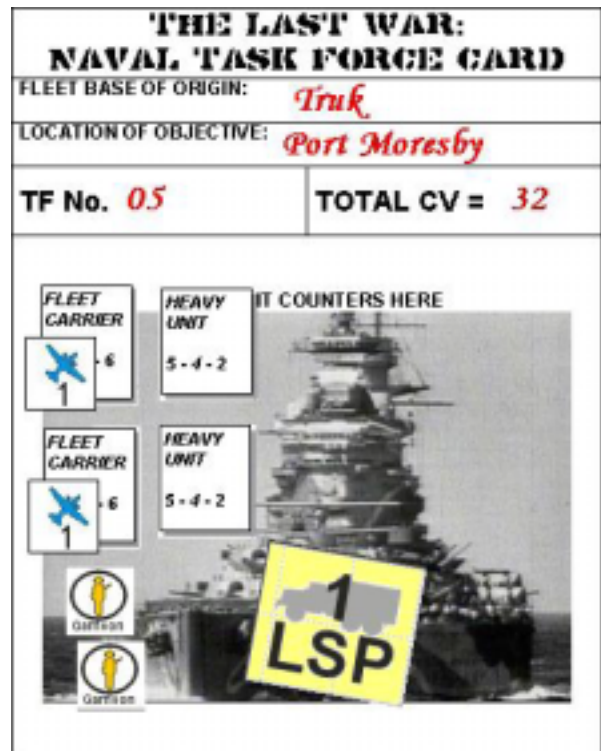 THE LAST WAR:
NAVAL TASK FORCE CARD
FLEET BASE OF ORIGIN: Truk
LOCATION OF OBJECTIVE: Port Moresby
TF No. 05 TOTAL CV = 32
IT COUNTERS HERE
FLEET
CARRIER
- 6
1
HEAVY
UNIT
5 - 4 - 2
FLEET
CARRIER
- 6
1
HEAVY
UNIT
5 - 4 - 2
Garrison
Garrison
1
LSP